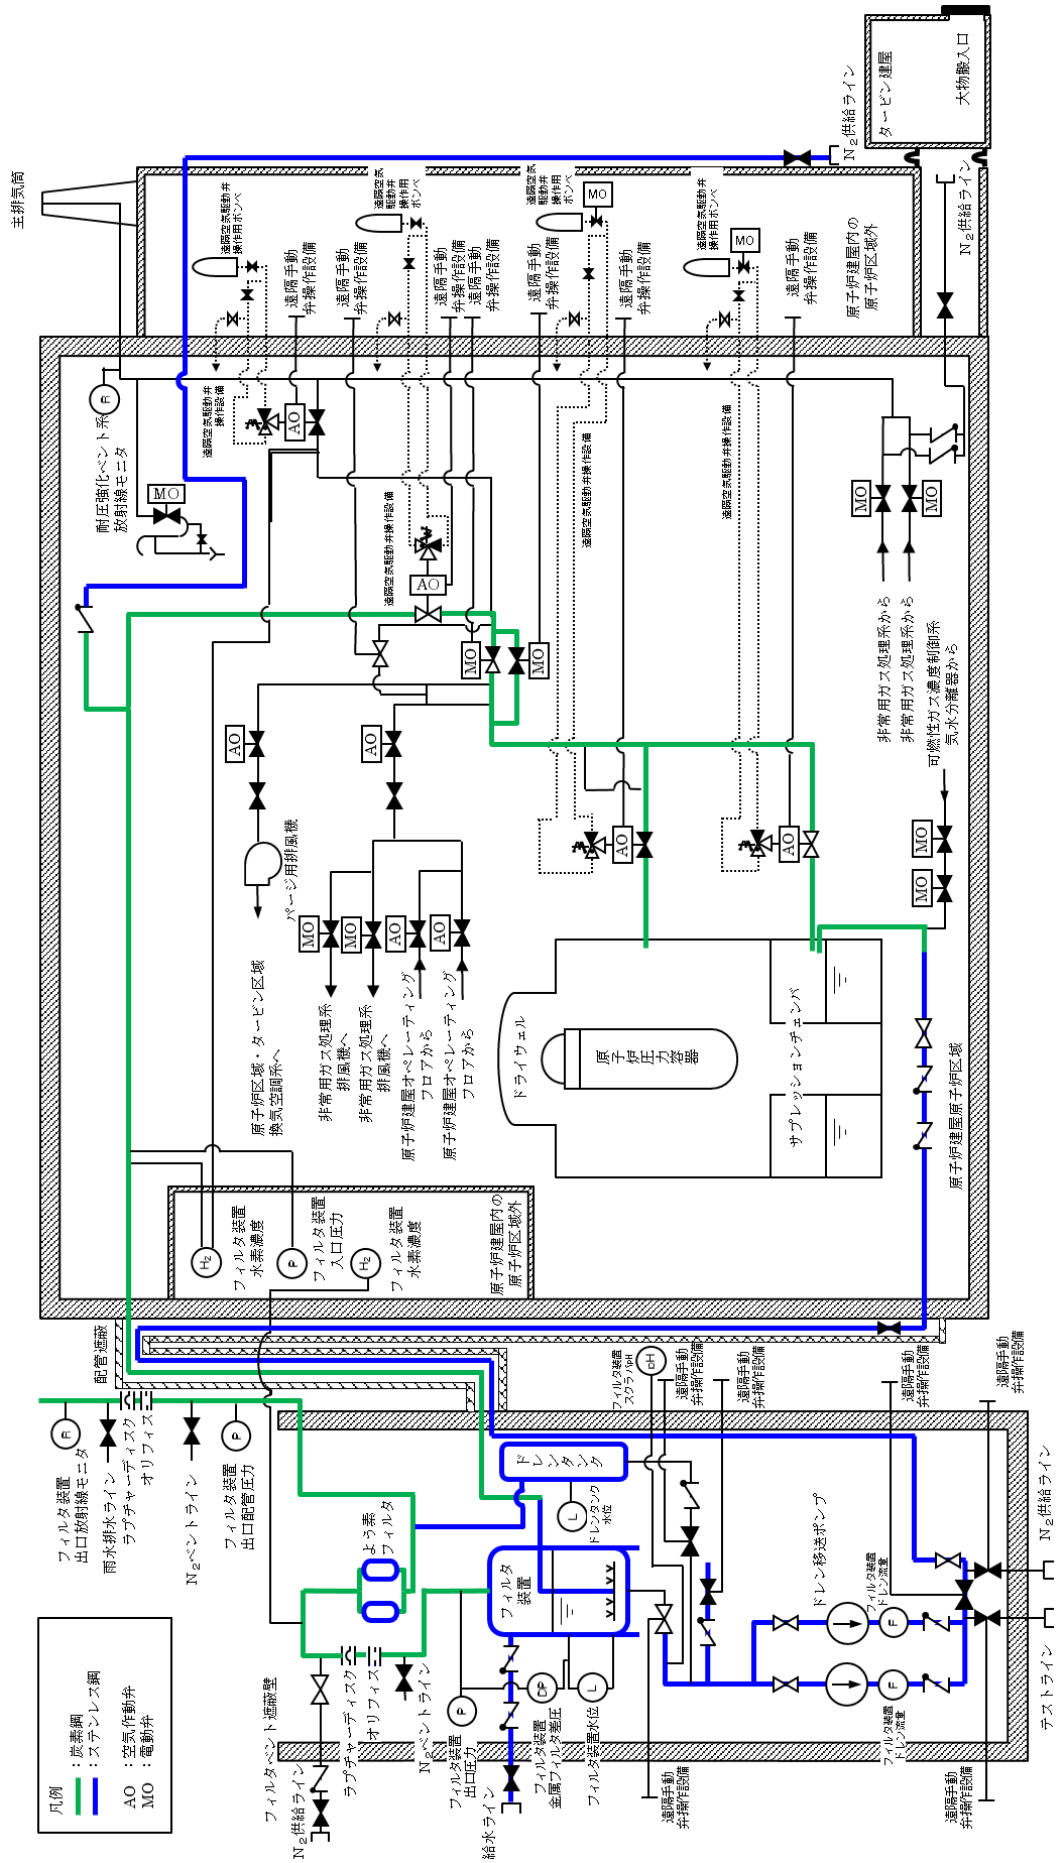 主排気筒
タービン建屋
大物搬入口
N₂供給ライン
N₂供給ライン
遠隔空気駆動弁
操作用ボンベ
遠隔空気駆動弁
操作用ボンベ
遠隔空気駆動弁
操作用ボンベ
遠隔空気駆動弁
操作用ボンベ
MO
MO
遠隔手動
弁操作設備
遠隔手動
弁操作設備
遠隔手動
弁操作設備
遠隔手動
弁操作設備
遠隔手動
弁操作設備
遠隔手動
弁操作設備
遠隔手動
弁操作設備
原子炉建屋内の
原子炉区域外
R
耐圧強化ベント系
放射線モニタ
MO
遠隔空気駆動弁
操作設備
AO
遠隔空気駆動弁操作設備
AO
遠隔空気駆動弁操作設備
遠隔空気駆動弁操作設備
MO
MO
MO
MO
非常用ガス処理系から
非常用ガス処理系から
可燃性ガス濃度制御系
気水分離器から
AO
AO
AO
AO
MO
MO
パージ用排風機
MO
MO
AO
AO
原子炉区域・タービン区域
換気空調系へ
非常用ガス処理系
排風機へ
非常用ガス処理系
排風機へ
原子炉建屋オペレーティング
フロアから
原子炉建屋オペレーティング
フロアから
ドライウェル
原子炉圧力容器
サプレッションチェンバ
原子炉建屋原子炉区域
H₂
フィルタ装置
水素濃度
P
フィルタ装置
入口圧力
H₂
フィルタ装置
水素濃度
原子炉建屋内の
原子炉区域外
配管遮蔽
R
フィルタ装置
出口放射線モニタ
雨水排水ライン
ラプチャーディスク
オリフィス
N₂ベントライン
P
フィルタ装置
出口配管圧力
よう素
フィルタ
ドレン
タンク
L
ドレンタンク
水位
フィルタ装置
スクラバpH
pH
遠隔手動
弁操作設備
遠隔手動
弁操作設備
遠隔手動
弁操作設備
遠隔手動
弁操作設備
フィルタ
装置
ドレン移送ポンプ
フィルタ装置
ドレン流量
F
F
フィルタ装置
ドレン流量
N₂供給ライン
テストライン
フィルタベント遮蔽壁
N₂供給ライン
ラプチャーディスク
オリフィス
N₂ベントライン
P
フィルタ装置
出口圧力
給水ライン
DP
フィルタ装置
金属フィルタ差圧
L
フィルタ装置水位
遠隔手動
弁操作設備
遠隔手動
弁操作設備
凡例
：炭素鋼
：ステンレス鋼
AO：空気作動弁
MO：電動弁